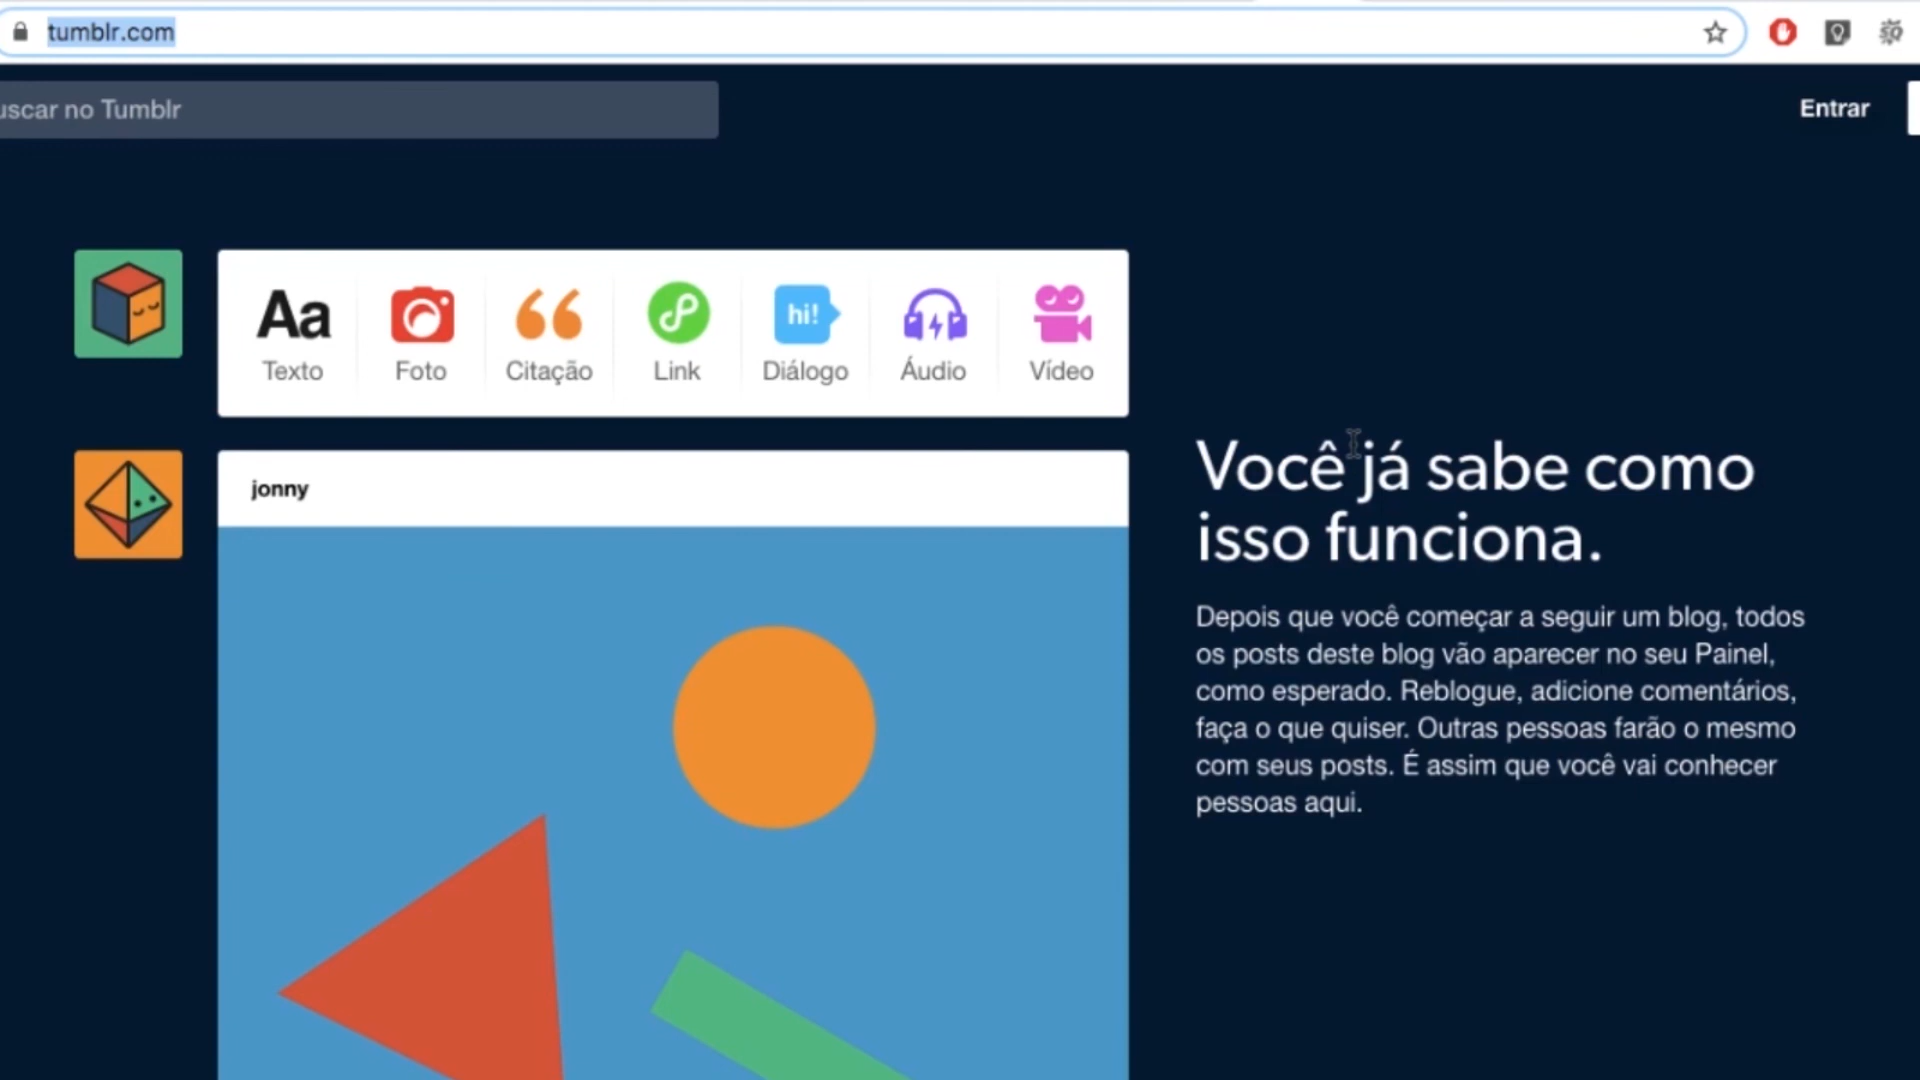 tumblr.com
uscar no Tumblr
Entrar
Aa
hi!
Texto
Foto
Citação
Link
Diálogo
Áudio
Vídeo
jonny
Você já sabe como
isso funciona.
Depois que você começar a seguir um blog, todos
os posts deste blog vão aparecer no seu Painel,
como esperado. Reblogue, adicione comentários,
faça o que quiser. Outras pessoas farão o mesmo
com seus posts. É assim que você vai conhecer
pessoas aqui.